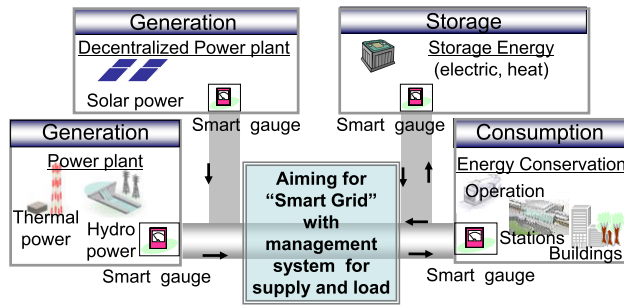 Generation
Decentralized Power plant
Solar power
Smart gauge
Storage
Storage Energy
(electric, heat)
Smart gauge
Generation
Power plant
Thermal
power
Hydro
power
Smart gauge
Aiming for
“Smart Grid”
with
management
system for
supply and load
Consumption
Energy Conservation
Operation
Stations
Buildings
Smart gauge